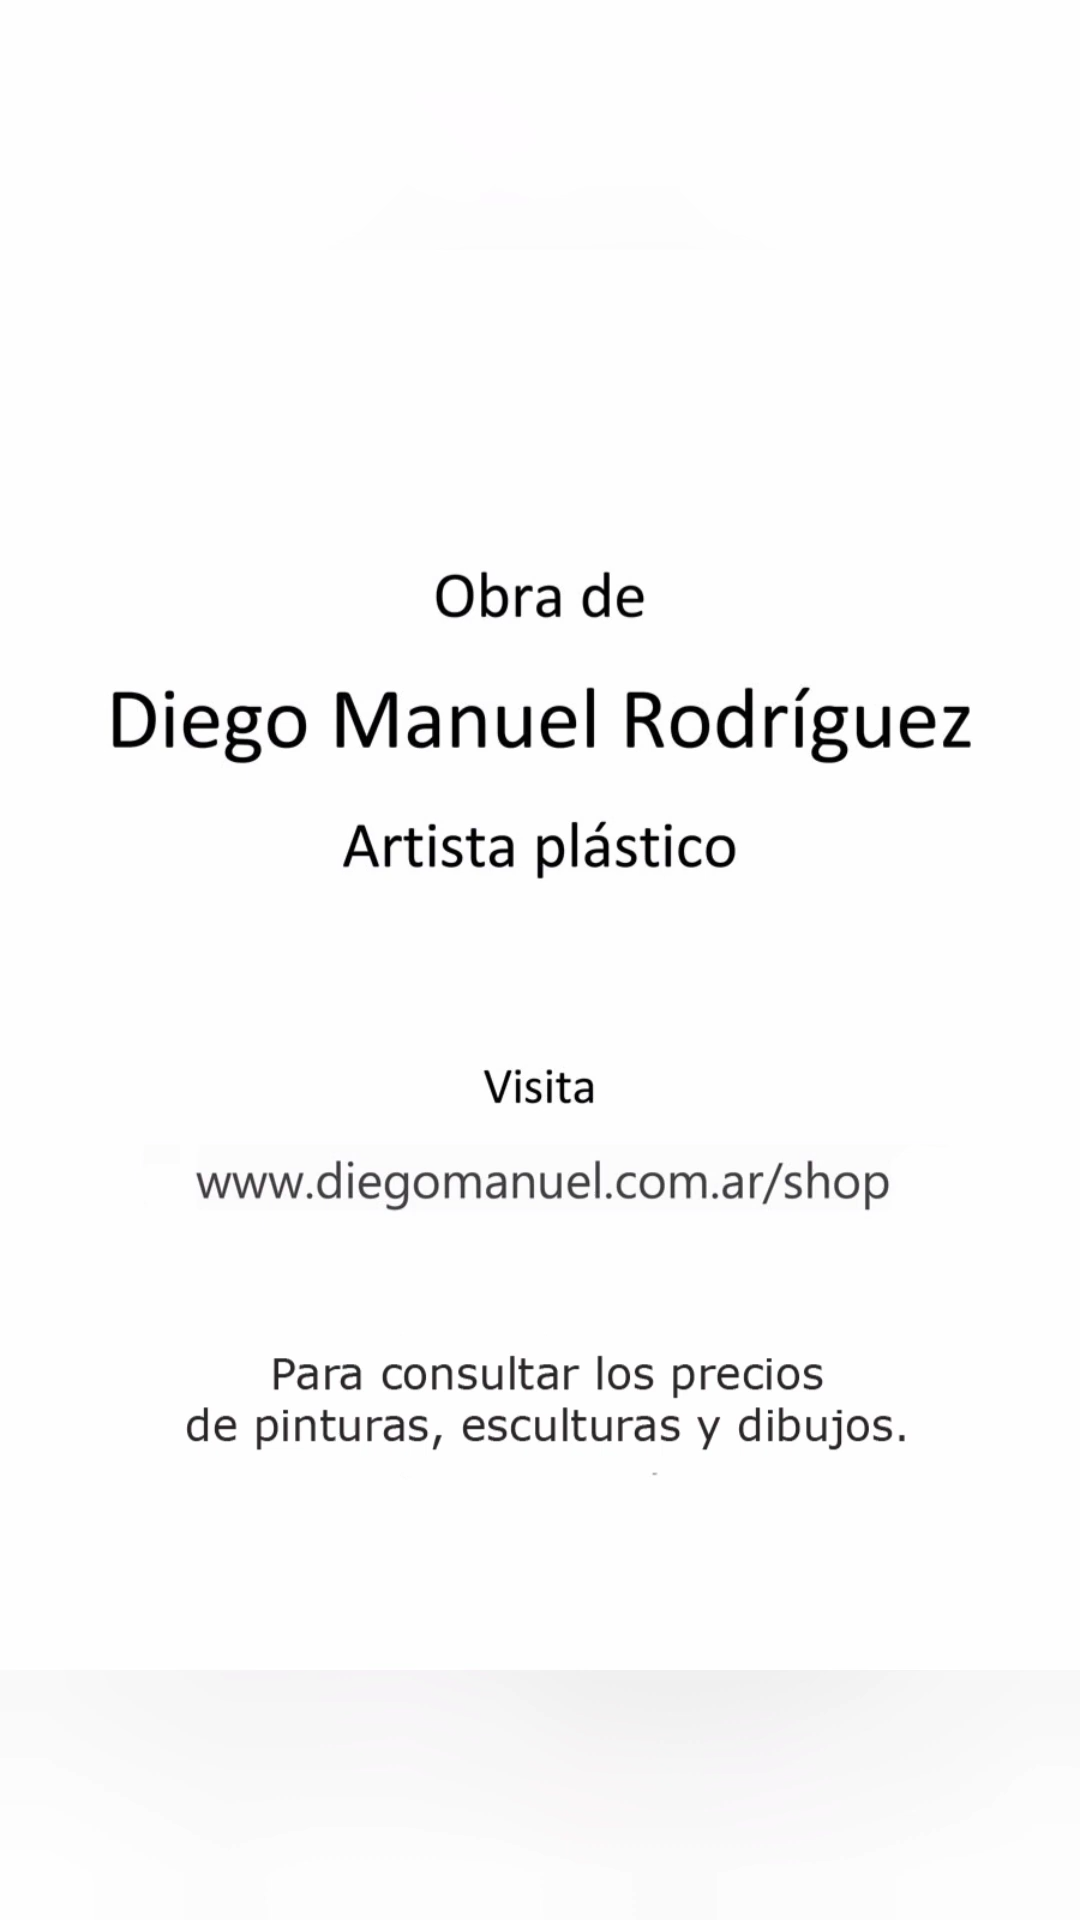 Obra de
Diego Manuel Rodríguez
Artista plástico
Visita
www.diegomanuel.com.ar/shop
Para consultar los precios
de pinturas, esculturas y dibujos.